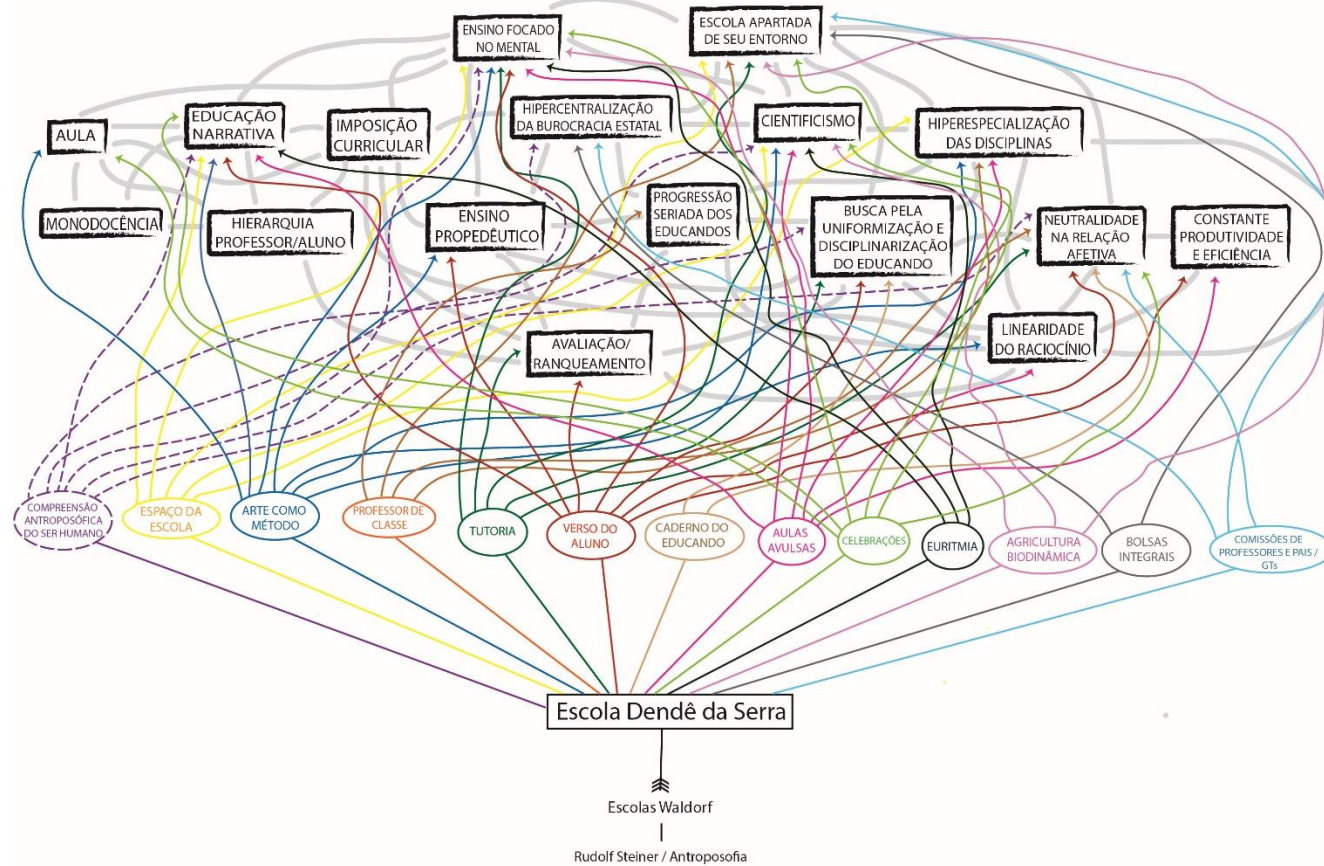 ENSINO FOCADO
NO MENTAL
ESCOLA APARTADA
DE SEU ENTORNO
AULA
EDUCAÇÃO
NARRATIVA
IMPOSIÇÃO
CURRICULAR
HIPERCENTRALIZAÇÃO
DA BUROCRACIA ESTATAL
CIENTIFICISMO
HIPERESPECIALIZAÇÃO
DAS DISCIPLINAS
MONODOCÊNCIA
HIERARQUIA
PROFESSOR/ALUNO
ENSINO
PROPEDÊUTICO
PROGRESSÃO
SERIADA DOS
EDUCANDOS
BUSCA PELA
UNIFORMIZAÇÃO E
DISCIPLINARIZAÇÃO
DO EDUCANDO
NEUTRALIDADE
NA RELAÇÃO
AFETIVA
CONSTANTE
PRODUTIVIDADE
E EFICIÊNCIA
AVALIAÇÃO/
RANQUEAMENTO
LINEARIDADE
DO RACIOCÍNIO
COMPREENSÃO
ANTROPOSÓFICA
DO SER HUMANO
ESPAÇO DA
ESCOLA
ARTE COMO
MÉTODO
PROFESSOR DE
CLASSE
TUTORIA
VERSO DO
ALUNO
CADERNO DO
EDUCANDO
AULAS
AVULSAS
CELEBRAÇÕES
EURITMIA
AGRICULTURA
BIODINÂMICA
BOLSAS
INTEGRAIS
COMISSÕES DE
PROFESSORES E PAIS /
GTs
Escola Dendê da Serra
Escolas Waldorf
Rudolf Steiner / Antroposofia